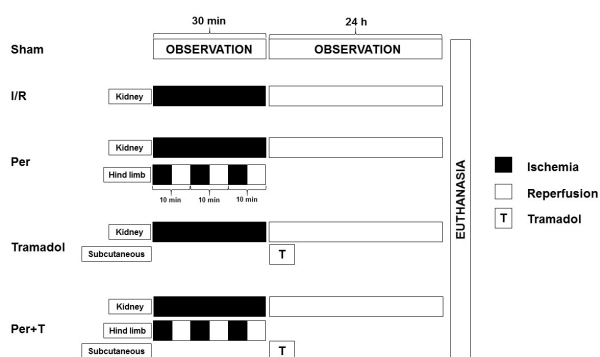 30 min 24 h
Sham OBSERVATION OBSERVATION
I/R Kidney
Kidney
Per
Hind limb
10 min 10 min 10 min
EUTHANASIA
Ischemia
Reperfusion
T Tramadol
Kidney
Tramadol
Subcutaneous T
Kidney
Per+T Hind limb
Subcutaneous T